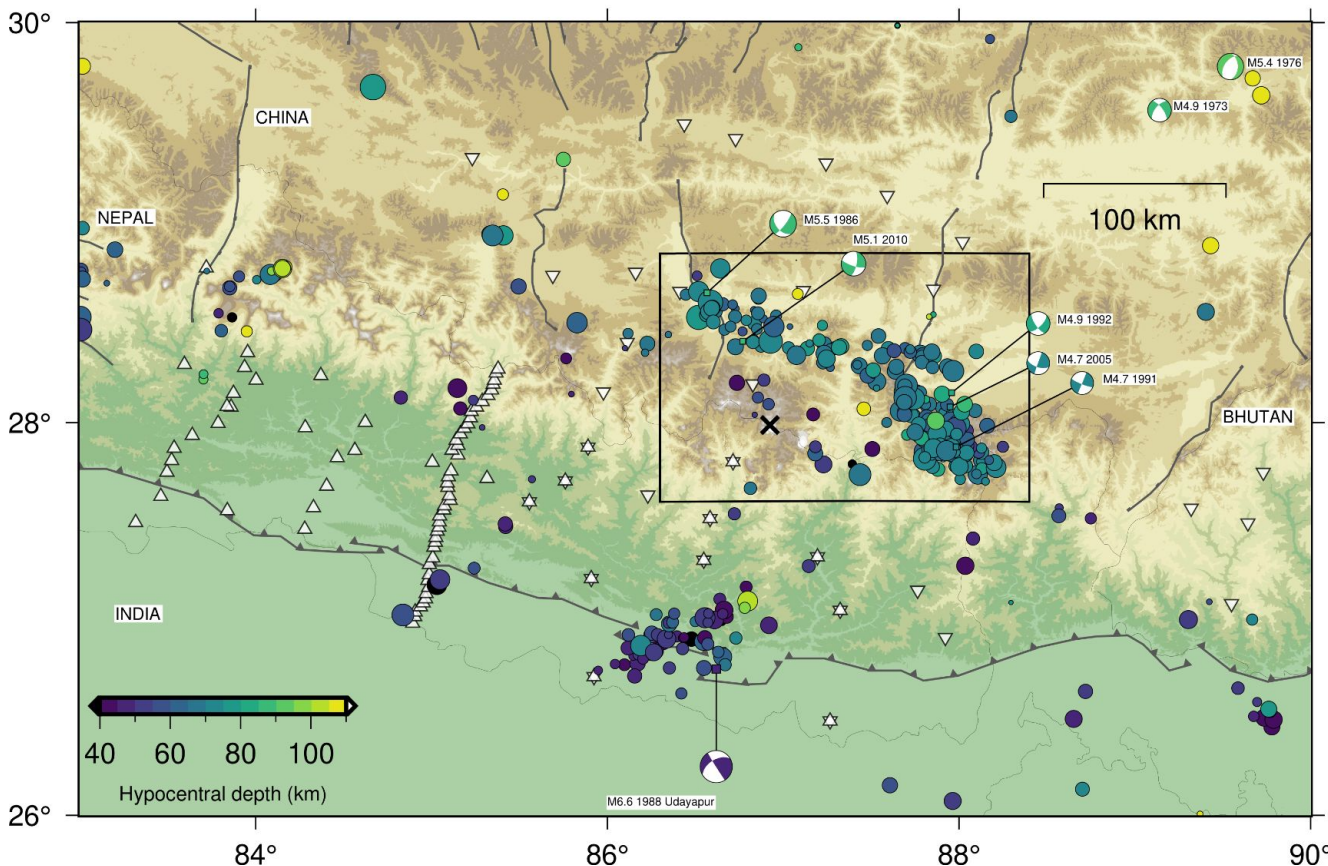 30°
M5.4 1976
M4.9 1973
CHINA
100 km
NEPAL
M5.5 1986
M5.1 2010
M4.9 1992
M4.7 2005
M4.7 1991
28°
BHUTAN
INDIA
40 60 80 100
Hypocentral depth (km)
M6.6 1988 Udayapur
26°
84° 86° 88° 90°